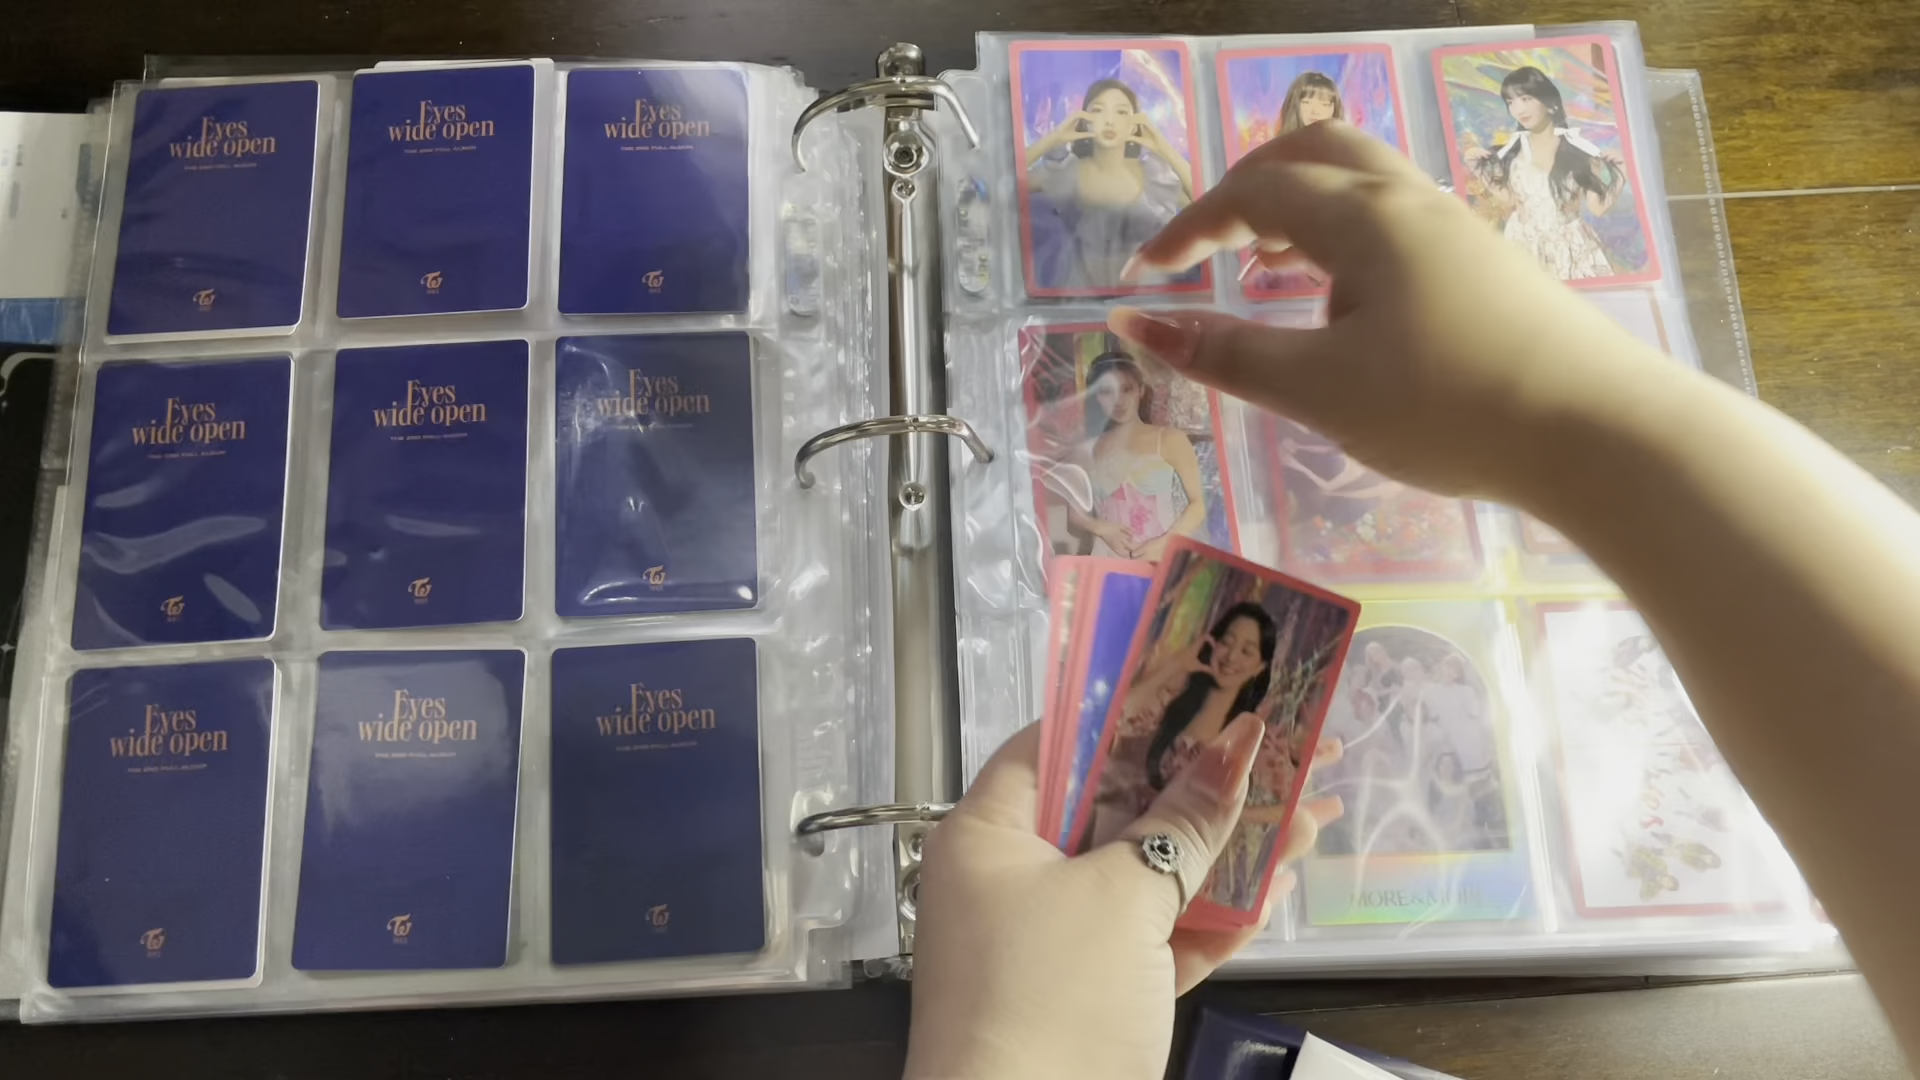 Eyes
wide open
THE 2ND FULL ALBUM
Eyes
wide open
THE 2ND FULL ALBUM
Eyes
wide open
THE 2ND FULL ALBUM
Eyes
wide open
THE 2ND FULL ALBUM
Eyes
wide open
THE 2ND FULL ALBUM
Eyes
wide open
Eyes
wide open
THE 2ND FULL ALBUM
Eyes
wide open
THE 2ND FULL ALBUM
Eyes
wide open
THE 2ND FULL ALBUM
MORE & MORE